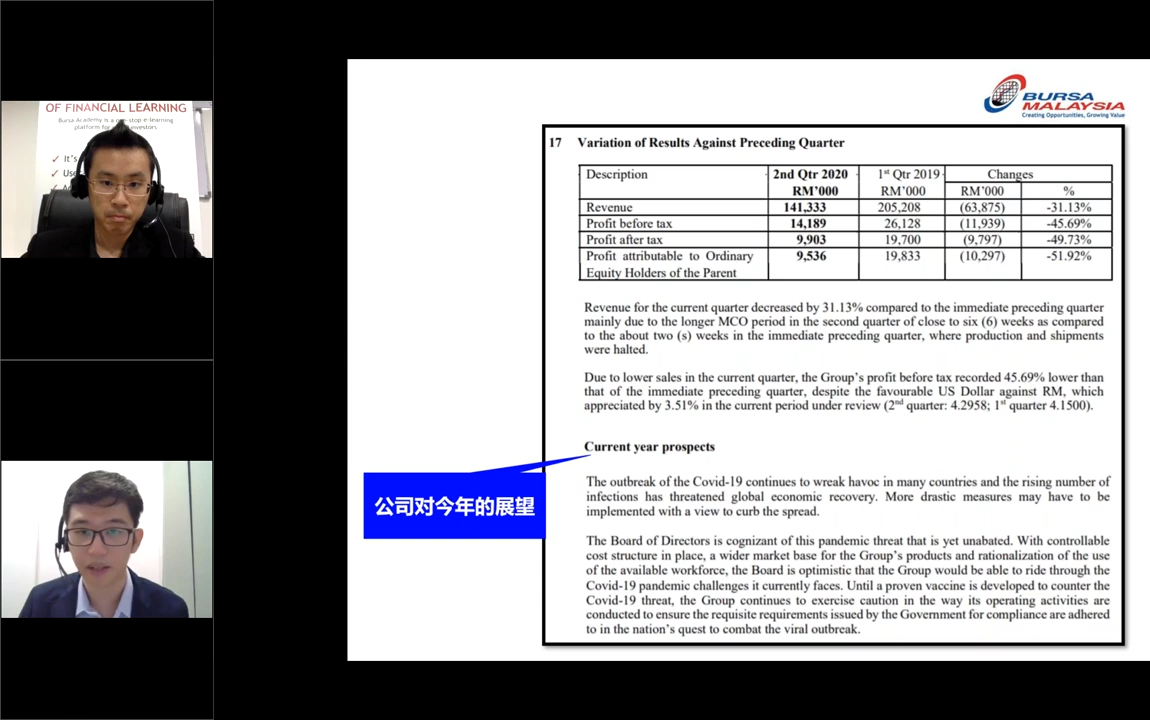 OF FINANCIAL LEARNING
Bursa Academy is a one-stop e-learning
platform for investors.
✓ It's
✓ Use
BURSA
MALAYSIA
Creating Opportunities, Growing Value
17 Variation of Results Against Preceding Quarter
Description 2nd Qtr 2020 1st Qtr 2019 Changes
RM'000 RM'000 RM'000 %
Revenue 141,333 205,208 (63,875) -31.13%
Profit before tax 14,189 26,128 (11,939) -45.69%
Profit after tax 9,903 19,700 (9,797) -49.73%
Profit attributable to Ordinary 9,536 19,833 (10,297) -51.92%
Equity Holders of the Parent
Revenue for the current quarter decreased by 31.13% compared to the immediate preceding quarter
mainly due to the longer MCO period in the second quarter of close to six (6) weeks as compared
to the about two (s) weeks in the immediate preceding quarter, where production and shipments
were halted.
Due to lower sales in the current quarter, the Group's profit before tax recorded 45.69% lower than
that of the immediate preceding quarter, despite the favourable US Dollar against RM, which
appreciated by 3.51% in the current period under review (2nd quarter: 4.2958; 1st quarter 4.1500).
Current year prospects
公司对今年的展望
The outbreak of the Covid-19 continues to wreak havoc in many countries and the rising number of
infections has threatened global economic recovery. More drastic measures may have to be
implemented with a view to curb the spread.
The Board of Directors is cognizant of this pandemic threat that is yet unabated. With controllable
cost structure in place, a wider market base for the Group's products and rationalization of the use
of the available workforce, the Board is optimistic that the Group would be able to ride through the
Covid-19 pandemic challenges it currently faces. Until a proven vaccine is developed to counter the
Covid-19 threat, the Group continues to exercise caution in the way its operating activities are
conducted to ensure the requisite requirements issued by the Government for compliance are adhered
to in the nation's quest to combat the viral outbreak.